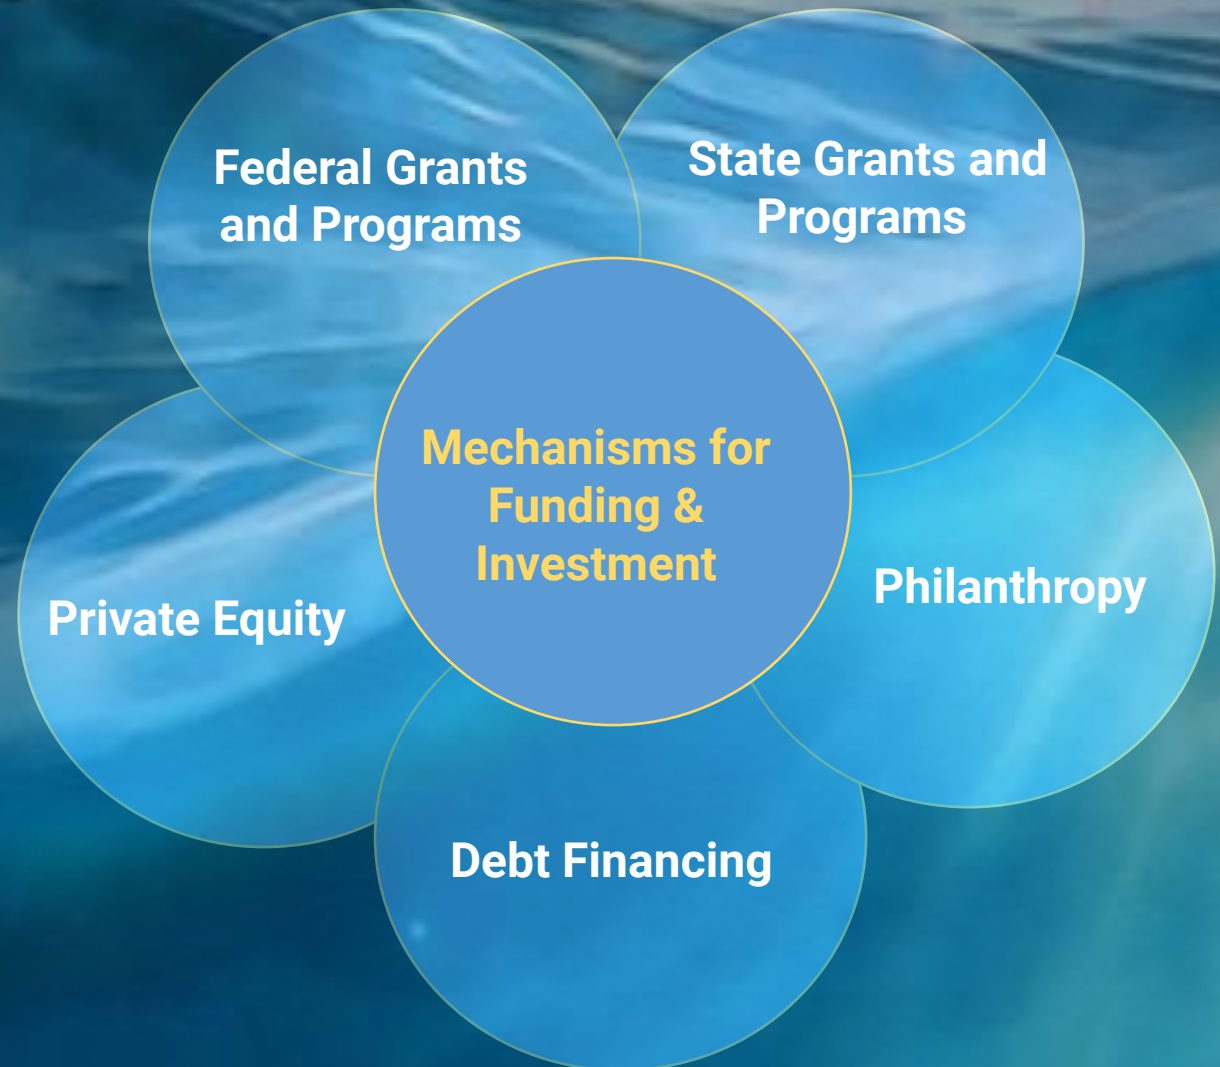 Federal Grants
and Programs
State Grants and
Programs
Mechanisms for
Funding &
Investment
Private Equity
Philanthropy
Debt Financing